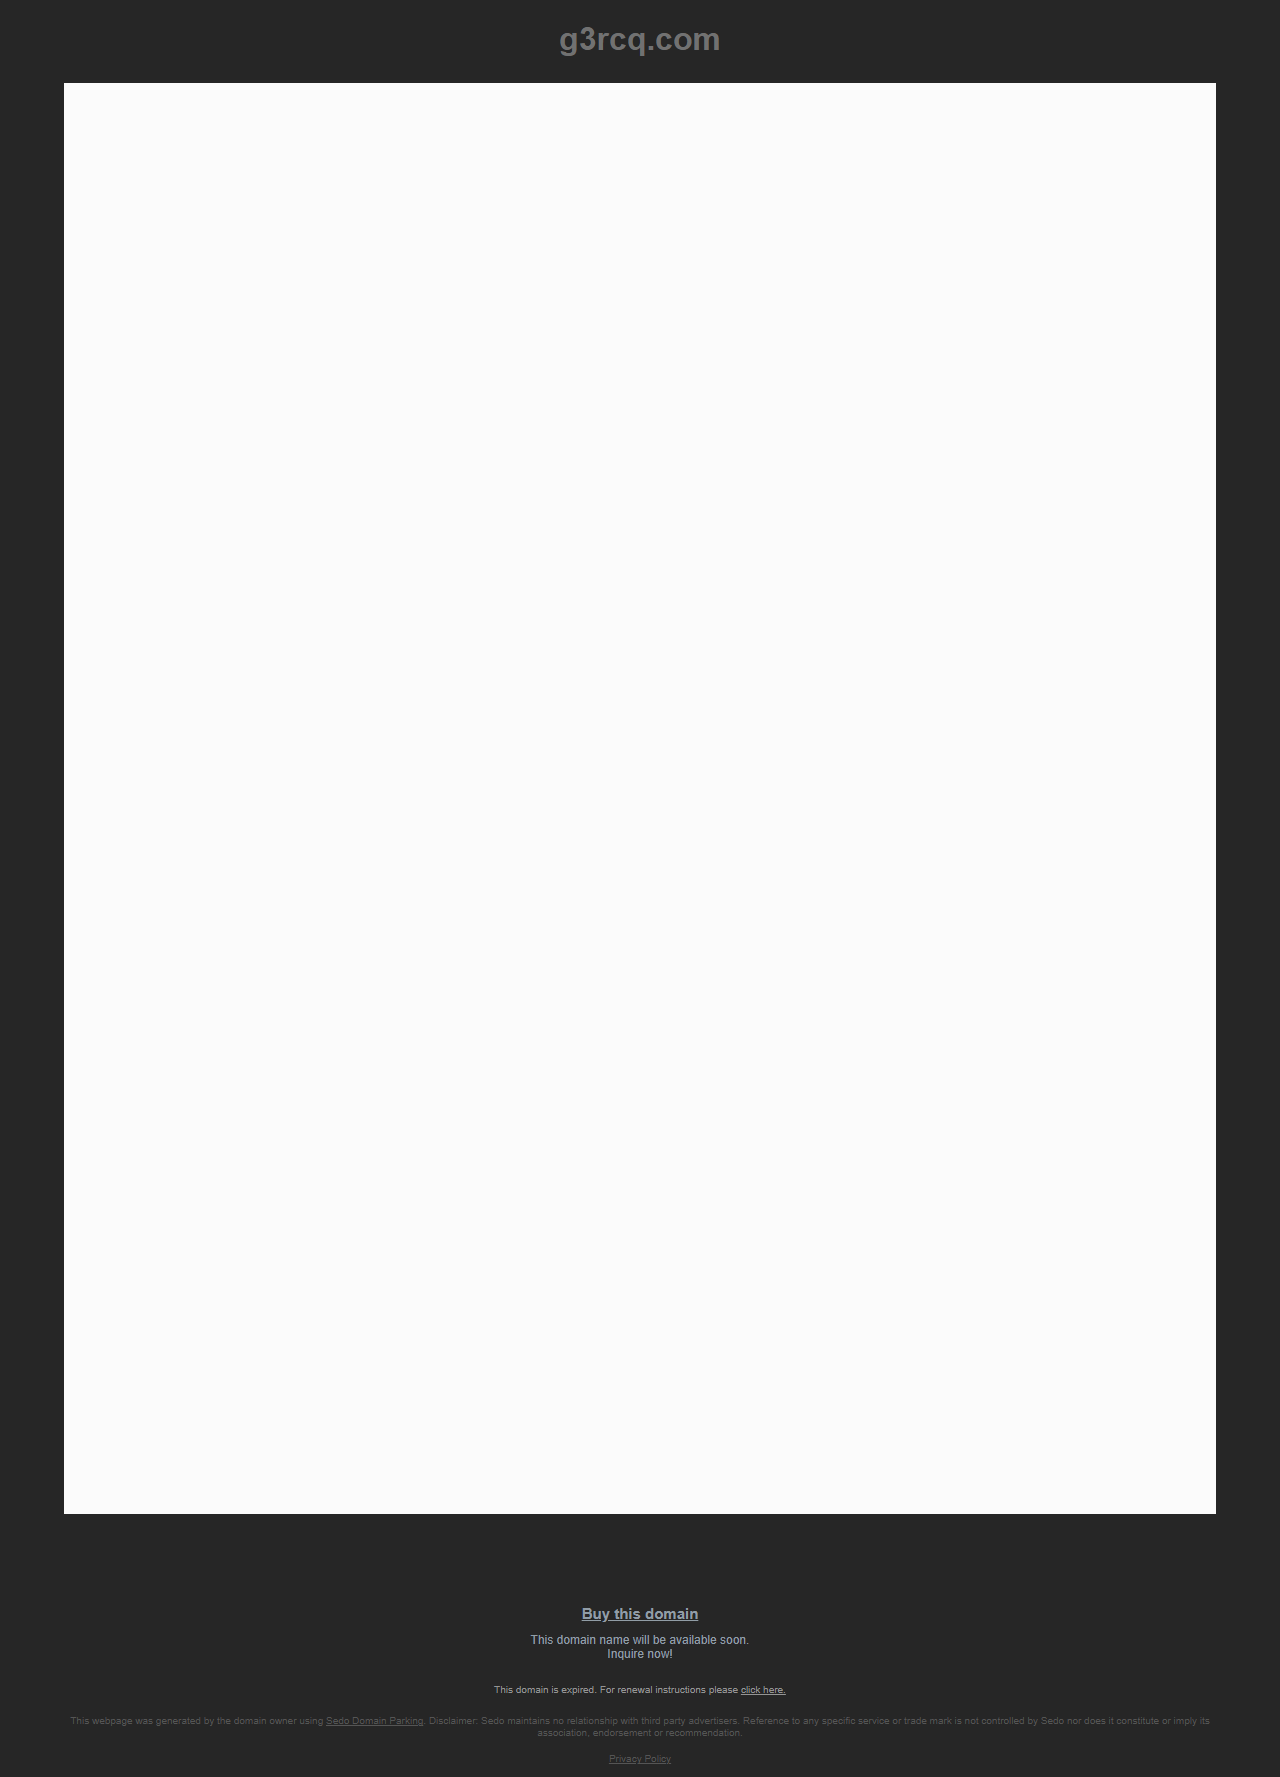 g3rcq.com
Buy this domain
This domain name will be available soon.
Inquire now!
This domain is expired. For renewal instructions please click here.
This webpage was generated by the domain owner using Sedo Domain Parking. Disclaimer: Sedo maintains no relationship with third party advertisers. Reference to any specific service or trade mark is not controlled by Sedo nor does it constitute or imply its
association, endorsement or recommendation.
Privacy Policy